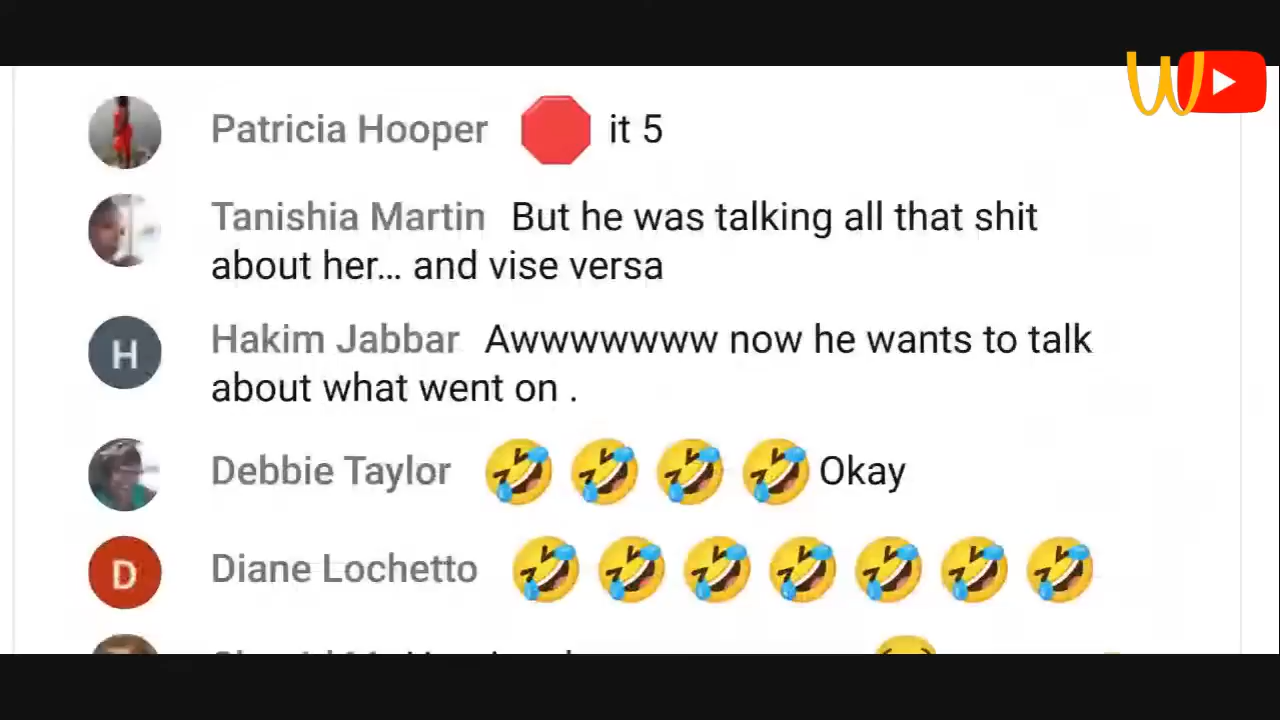 Patricia Hooper 🛑 it 5
Tanishia Martin But he was talking all that shit
about her... and vise versa
Hakim Jabbar Awwwwwww now he wants to talk
about what went on .
Debbie Taylor 🤣 🤣 🤣 🤣 Okay
Diane Lochetto 🤣 🤣 🤣 🤣 🤣 🤣 🤣
H
D
W